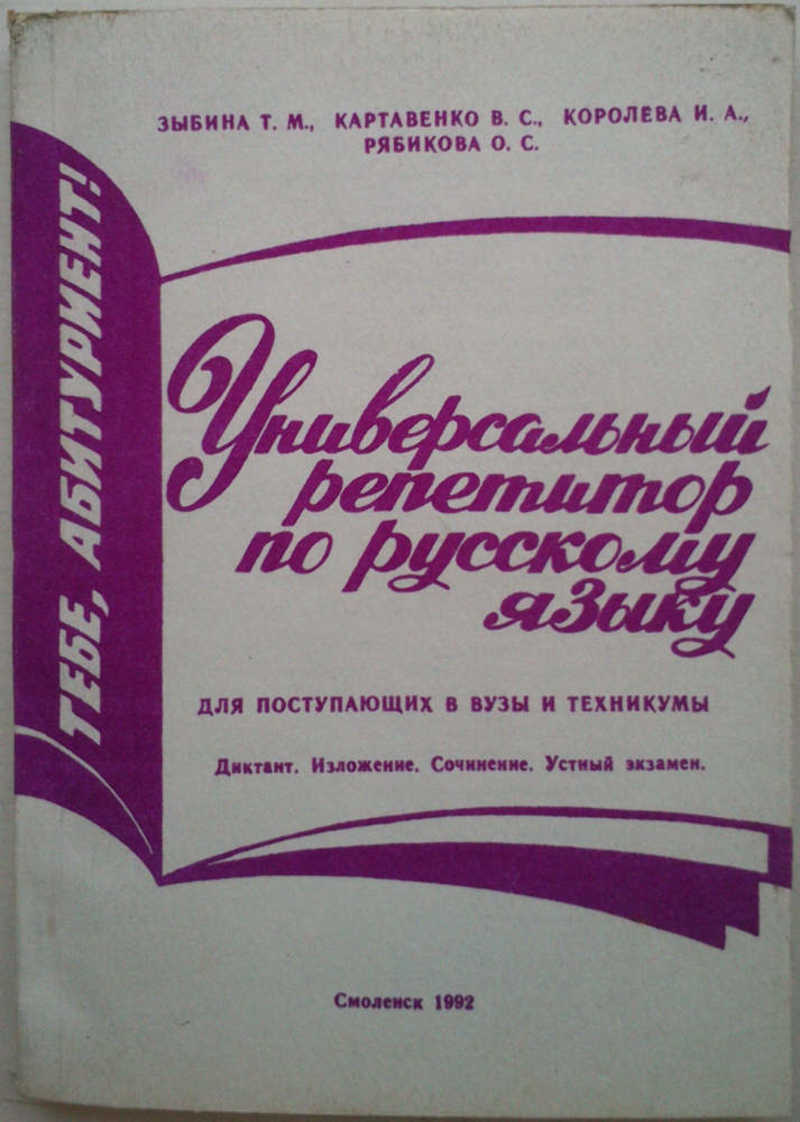 ЗЫБИНА Т. М., КАРТАВЕНКО В. С., КОРОЛЕВА И. А.,
РЯБИКОВА О. С.
ТЕБЕ, АБИТУРИЕНТ!
Универсальный
репетитор
по русскому
языку
ДЛЯ ПОСТУПАЮЩИХ В ВУЗЫ И ТЕХНИКУМЫ
Диктант. Изложение. Сочинение. Устный экзамен.
Смоленск 1992